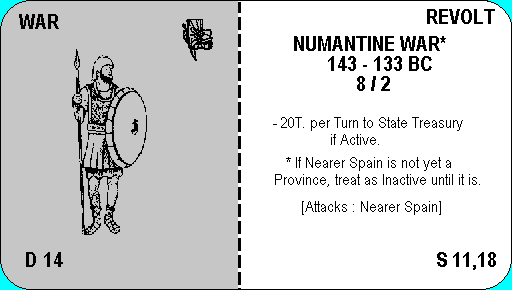 WAR
REVOLT
NUMANTINE WAR*
143 - 133 BC
8 / 2
- 20T. per Turn to State Treasury
if Active.
* If Nearer Spain is not yet a
Province, treat as Inactive until it is.
[Attacks : Nearer Spain]
D 14
S 11,18